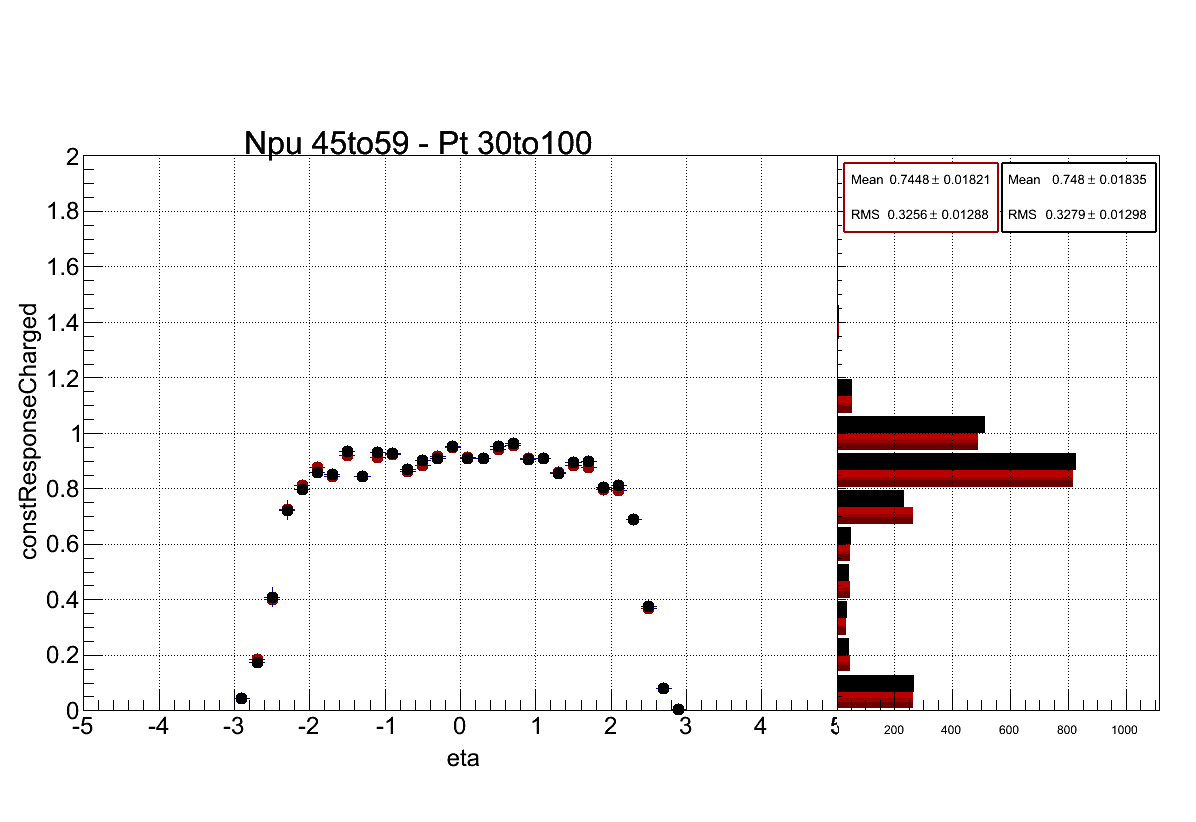 Npu 45to59 - Pt 30to100
2
1.8
1.6
1.4
1.2
1
0.8
0.6
0.4
0.2
0
constResponseCharged
-5 -4 -3 -2 -1 0 1 2 3 4 5
eta
Mean 0.7448 ± 0.01821
RMS 0.3256 ± 0.01288
Mean 0.748 ± 0.01835
RMS 0.3279 ± 0.01298
200 400 600 800 1000